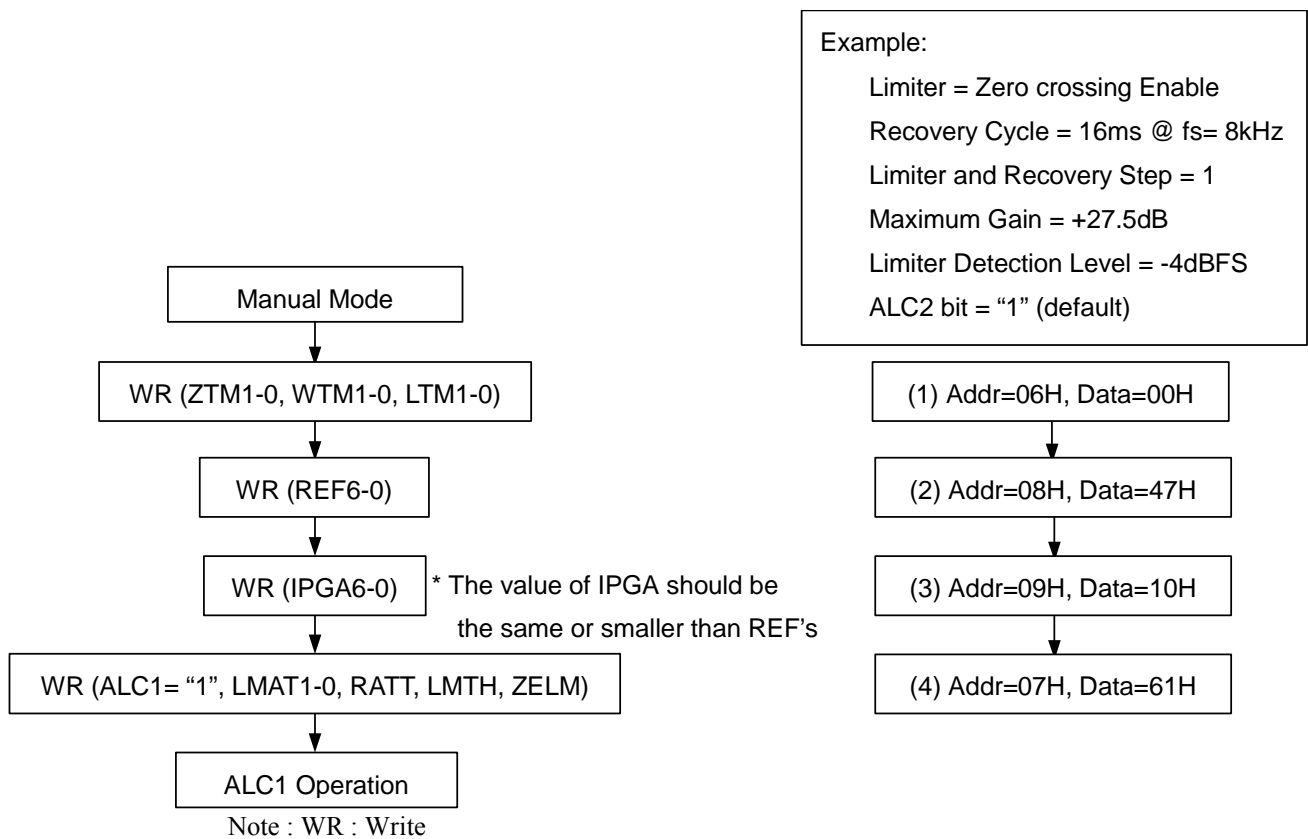 Example:
Limiter = Zero crossing Enable
Recovery Cycle = 16ms @ fs= 8kHz
Limiter and Recovery Step = 1
Maximum Gain = +27.5dB
Limiter Detection Level = -4dBFS
ALC2 bit = “1” (default)
Manual Mode
WR (ZTM1-0, WTM1-0, LTM1-0)
WR (REF6-0)
WR (IPGA6-0)
* The value of IPGA should be
the same or smaller than REF’s
WR (ALC1= “1”, LMAT1-0, RATT, LMTH, ZELM)
ALC1 Operation
Note : WR : Write
(1) Addr=06H, Data=00H
(2) Addr=08H, Data=47H
(3) Addr=09H, Data=10H
(4) Addr=07H, Data=61H